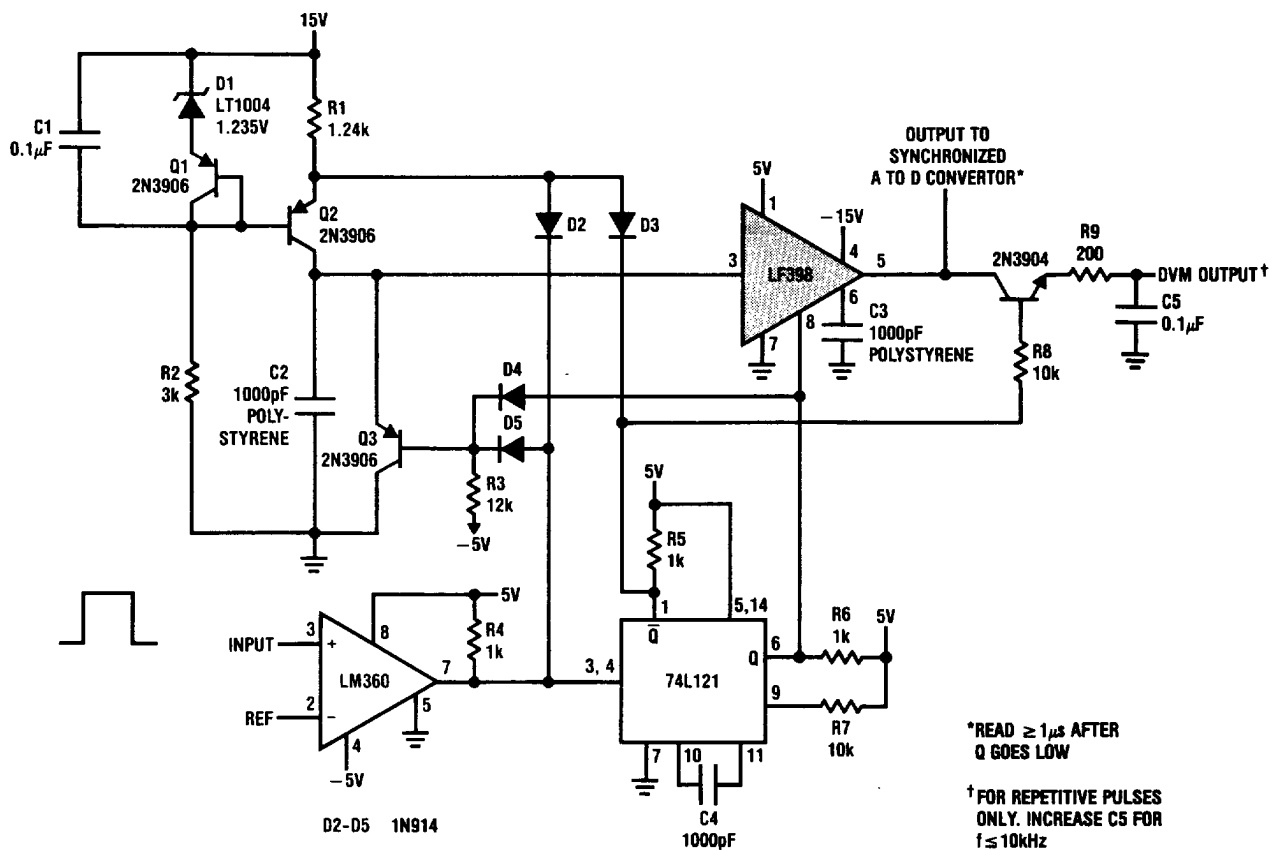 15V
D1
LT1004
1.235V
C1
0.1µF
R1
1.24k
Q1
2N3906
Q2
2N3906
D2
D3
OUTPUT TO
SYNCHRONIZED
A TO D CONVERTOR*
5V
1
−15V
4
3
LF398
5
6
8
7
C3
1000pF
POLYSTYRENE
2N3904
R9
200
DVM OUTPUT†
C5
0.1µF
R8
10k
R2
3k
C2
1000pF
POLY-
STYRENE
D4
D5
Q3
2N3906
R3
12k
−5V
5V
R5
1k
1
5,14
Q̅
INPUT
3
+
8
5V
R4
1k
LM360
7
REF
2
−
5
4
−5V
3, 4
74L121
Q
6
R6
1k
5V
9
R7
10k
7
10
11
C4
1000pF
D2-D5 1N914
*READ ≥ 1µs AFTER
Q GOES LOW
†FOR REPETITIVE PULSES
ONLY. INCREASE C5 FOR
f ≤ 10kHz